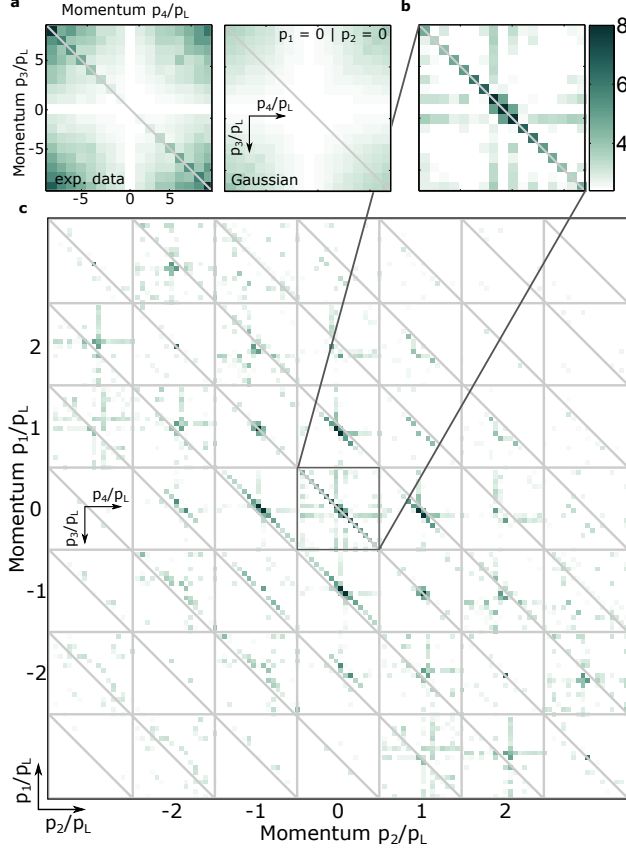 a
Momentum p4/pL
b
Momentum p3/pL
5
0
-5
exp. data
-5
0
5
p1 = 0 | p2 = 0
p4/pL
p3/pL
Gaussian
8
6
4
c
Momentum p1/pL
2
1
0
-1
-2
p4/pL
p3/pL
p1/pL
p2/pL
-2
-1
0
1
2
Momentum p2/pL